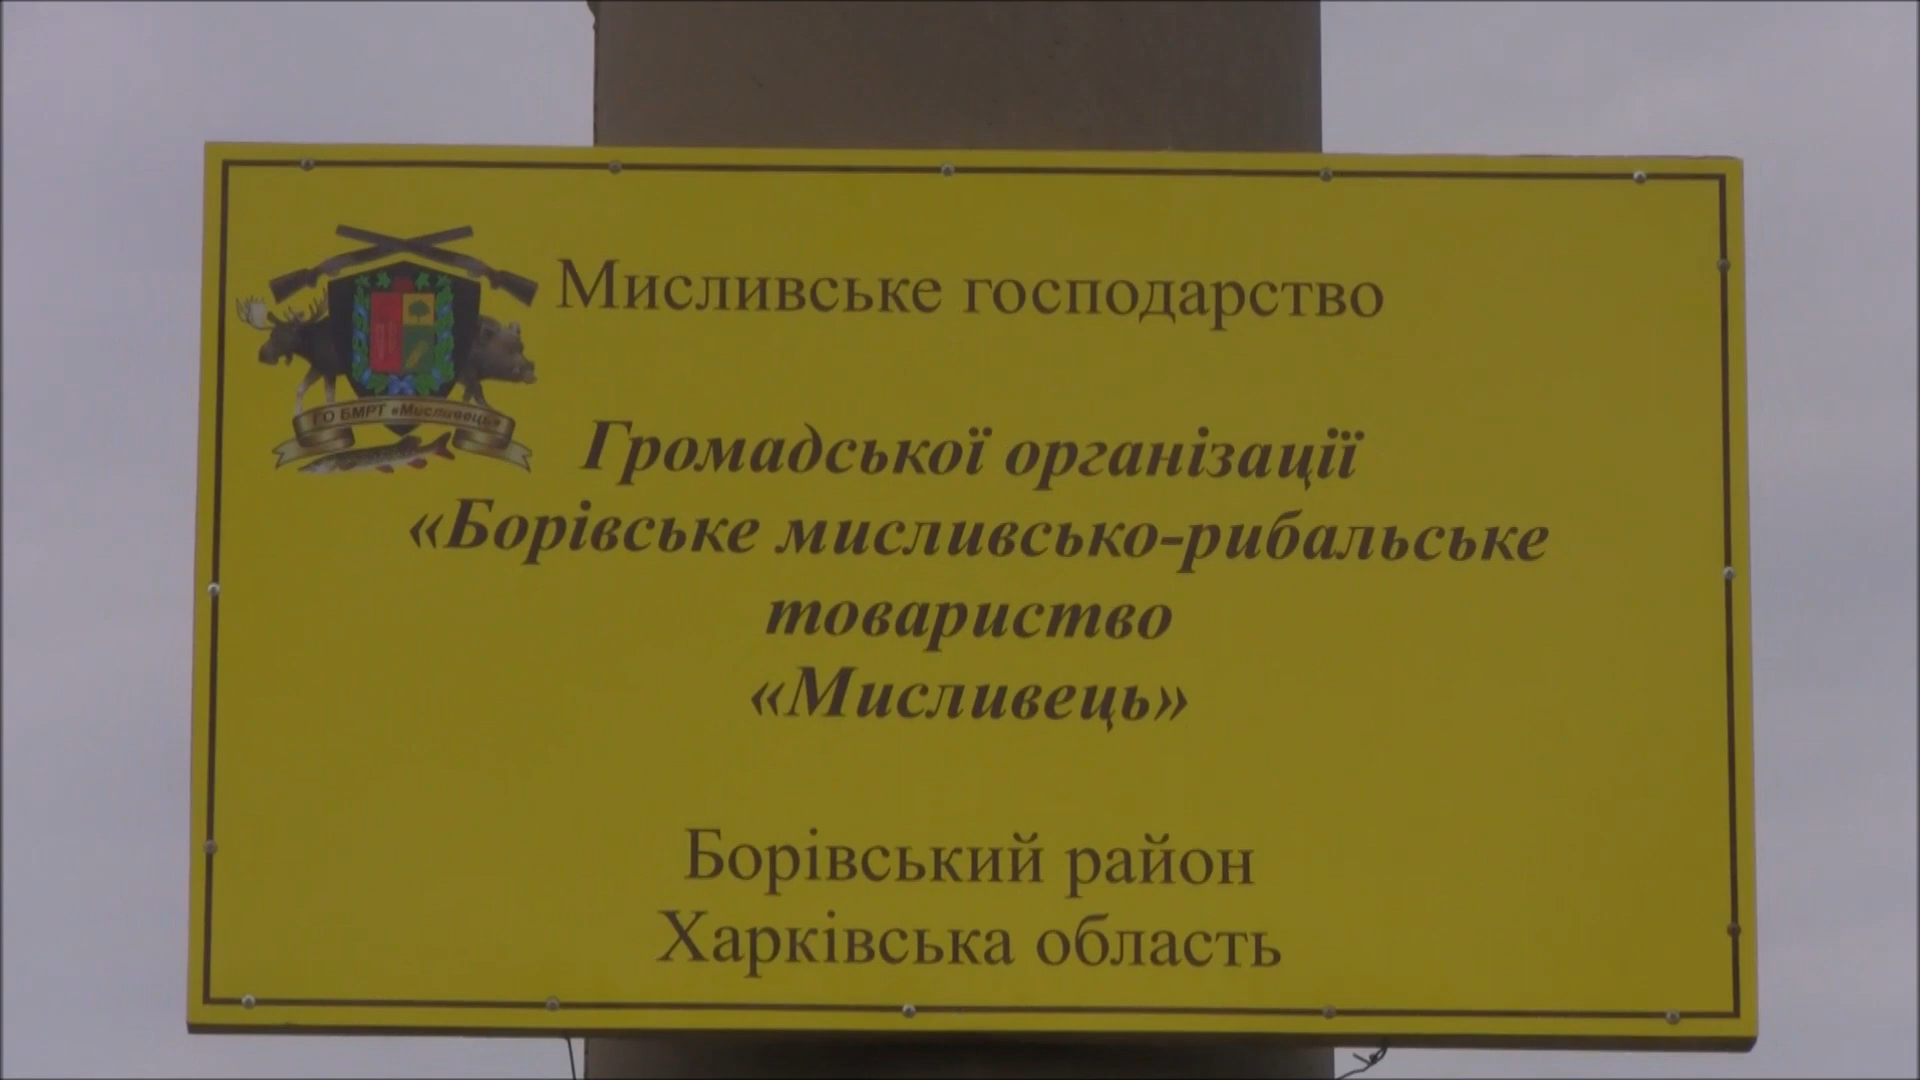 Мисливське господарство
ГО БМРТ «Мисливець»
Громадської організації
«Борівське мисливсько-рибальське
товариство
«Мисливець»
Борівський район
Харківська область